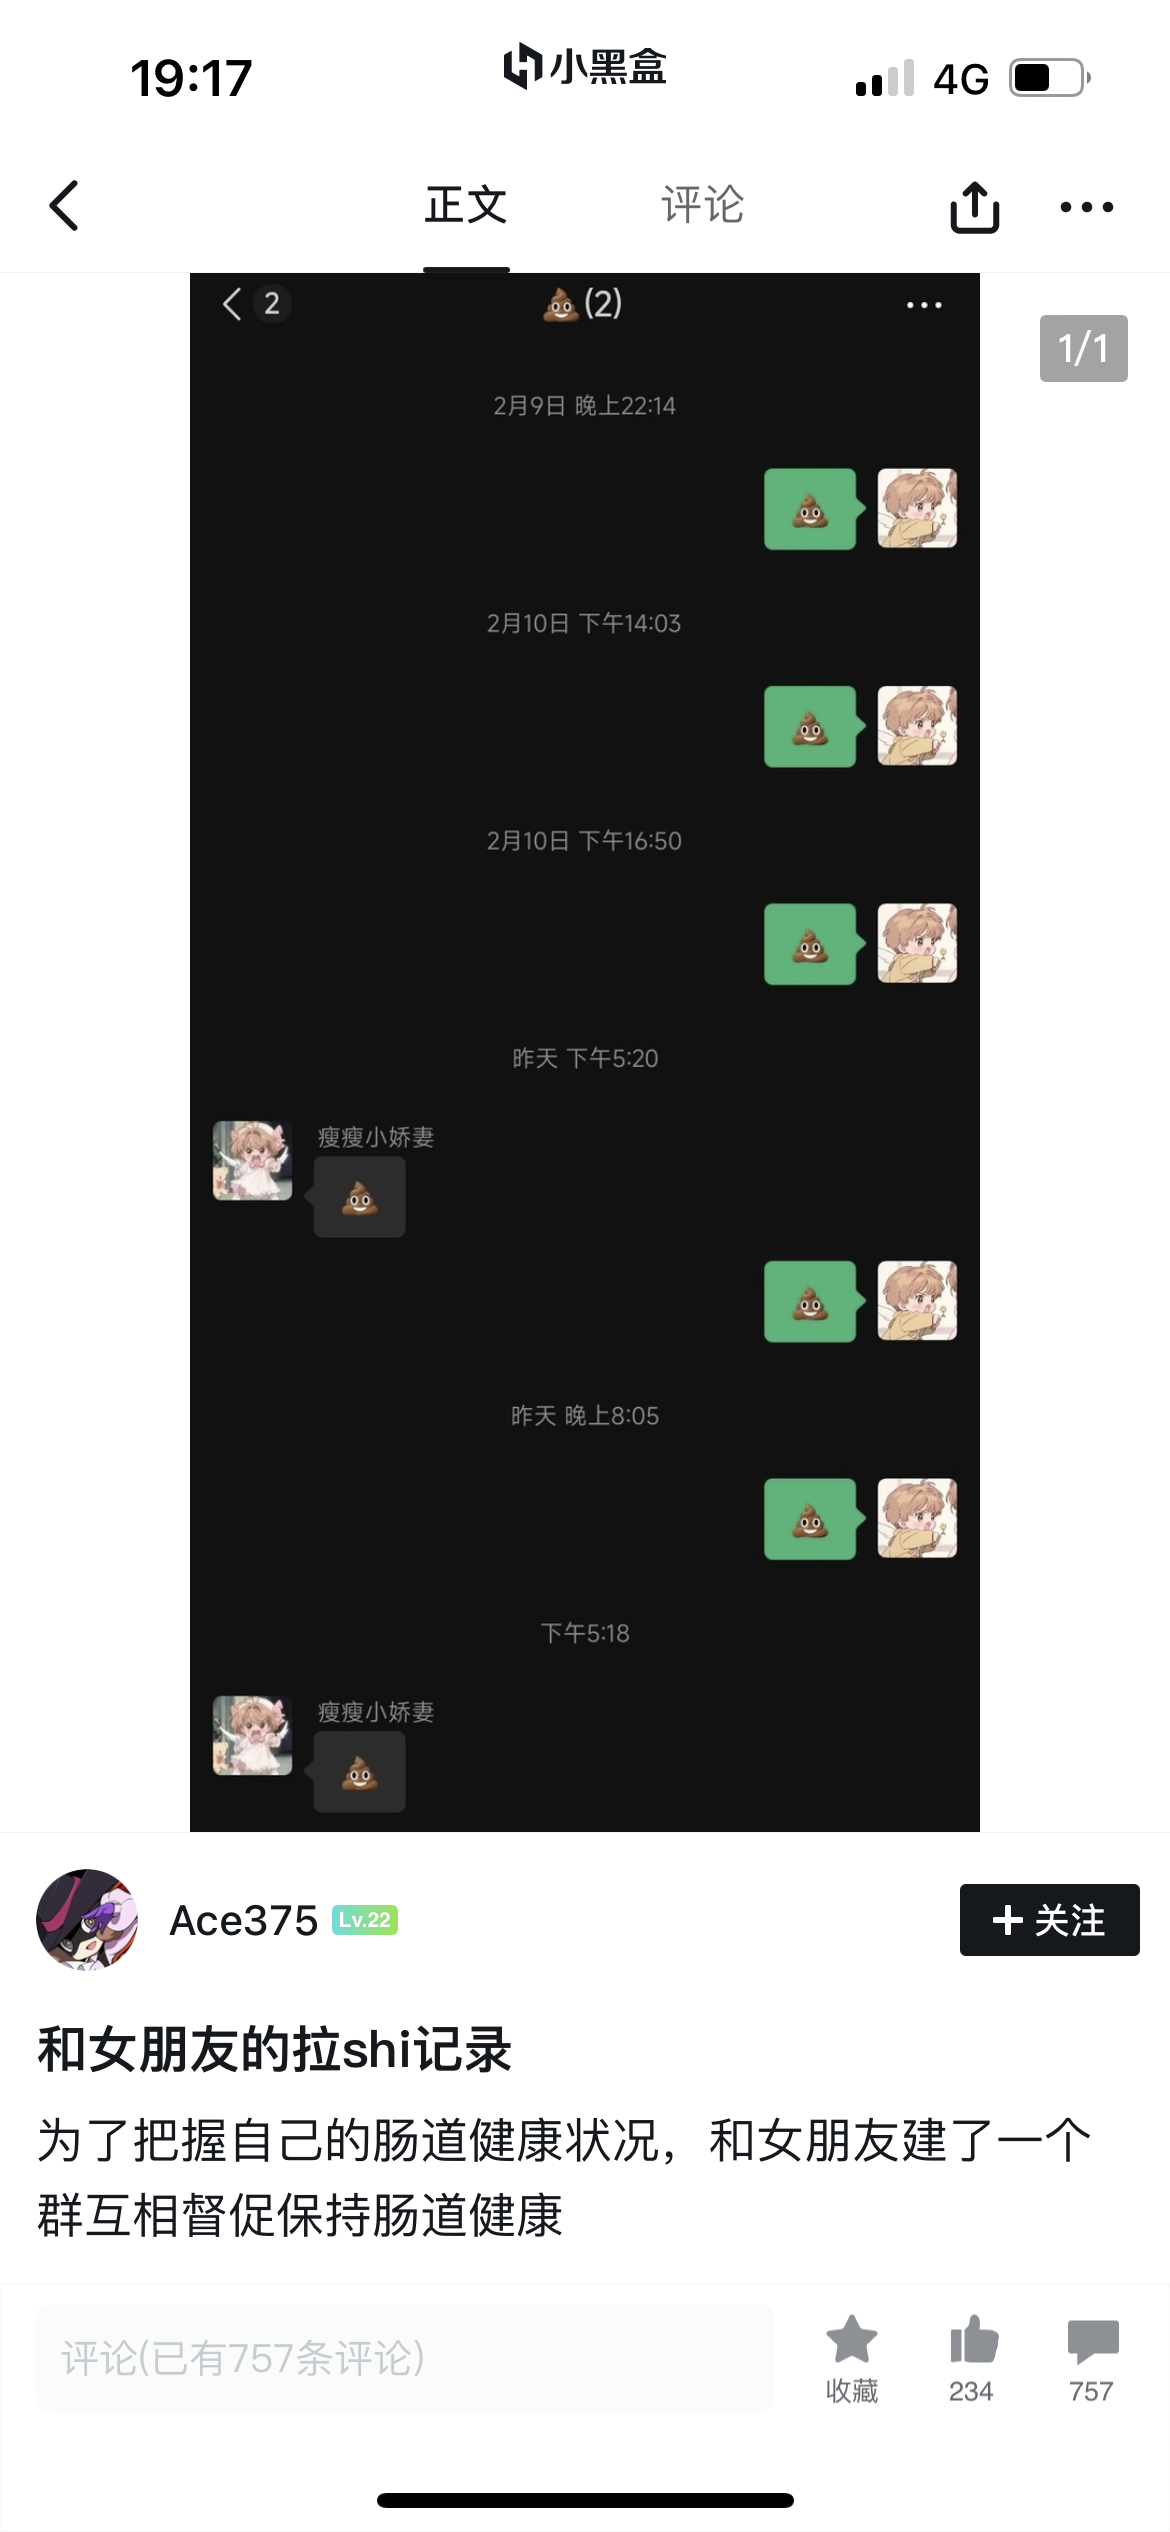 19:17
小黑盒
4G
正文
评论
2
💩(2)
1/1
2月9日 晚上22:14
💩
2月10日 下午14:03
💩
2月10日 下午16:50
💩
昨天 下午5:20
瘦瘦小娇妻
💩
💩
昨天 晚上8:05
💩
下午5:18
瘦瘦小娇妻
💩
Ace375
Lv.22
+ 关注
和女朋友的拉shi记录
为了把握自己的肠道健康状况，和女朋友建了一个
群互相督促保持肠道健康
评论(已有757条评论)
收藏
234
757